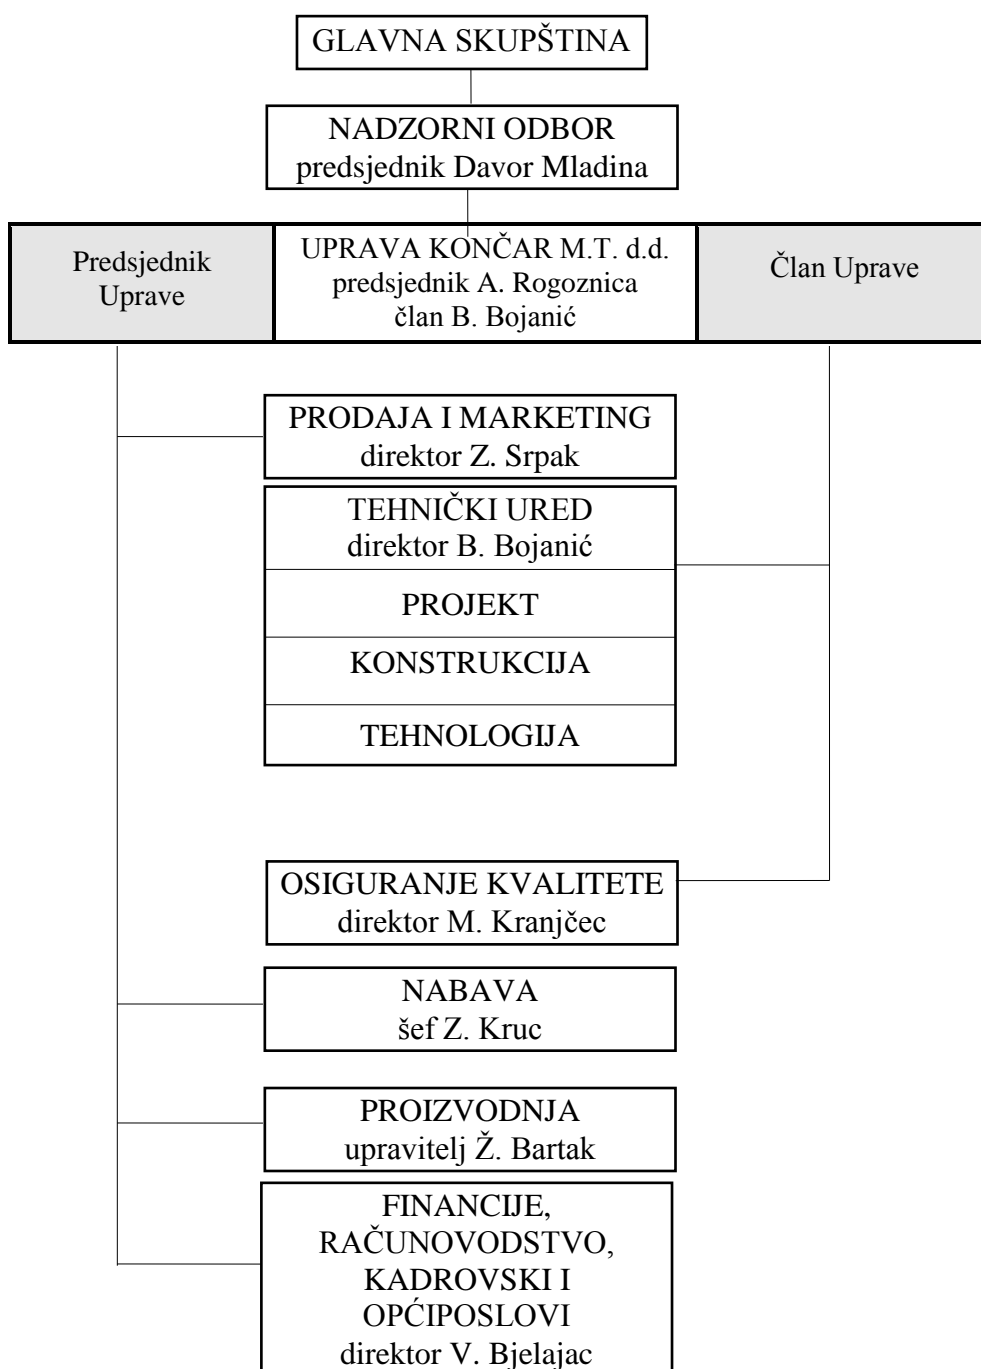 GLAVNA SKUPŠTINA
NADZORNI ODBOR
predsjednik Davor Mladina
Predsjednik
Uprave
UPRAVA KONČAR M.T. d.d.
predsjednik A. Rogoznica
član B. Bojanić
Član Uprave
PRODAJA I MARKETING
direktor Z. Srpak
TEHNIČKI URED
direktor B. Bojanić
PROJEKT
KONSTRUKCIJA
TEHNOLOGIJA
OSIGURANJE KVALITETE
direktor M. Kranjčec
NABAVA
šef Z. Kruc
PROIZVODNJA
upravitelj Ž. Bartak
FINANCIJE,
RAČUNOVODSTVO,
KADROVSKI I
OPĆIPOSLOVI
direktor V. Bjelajac